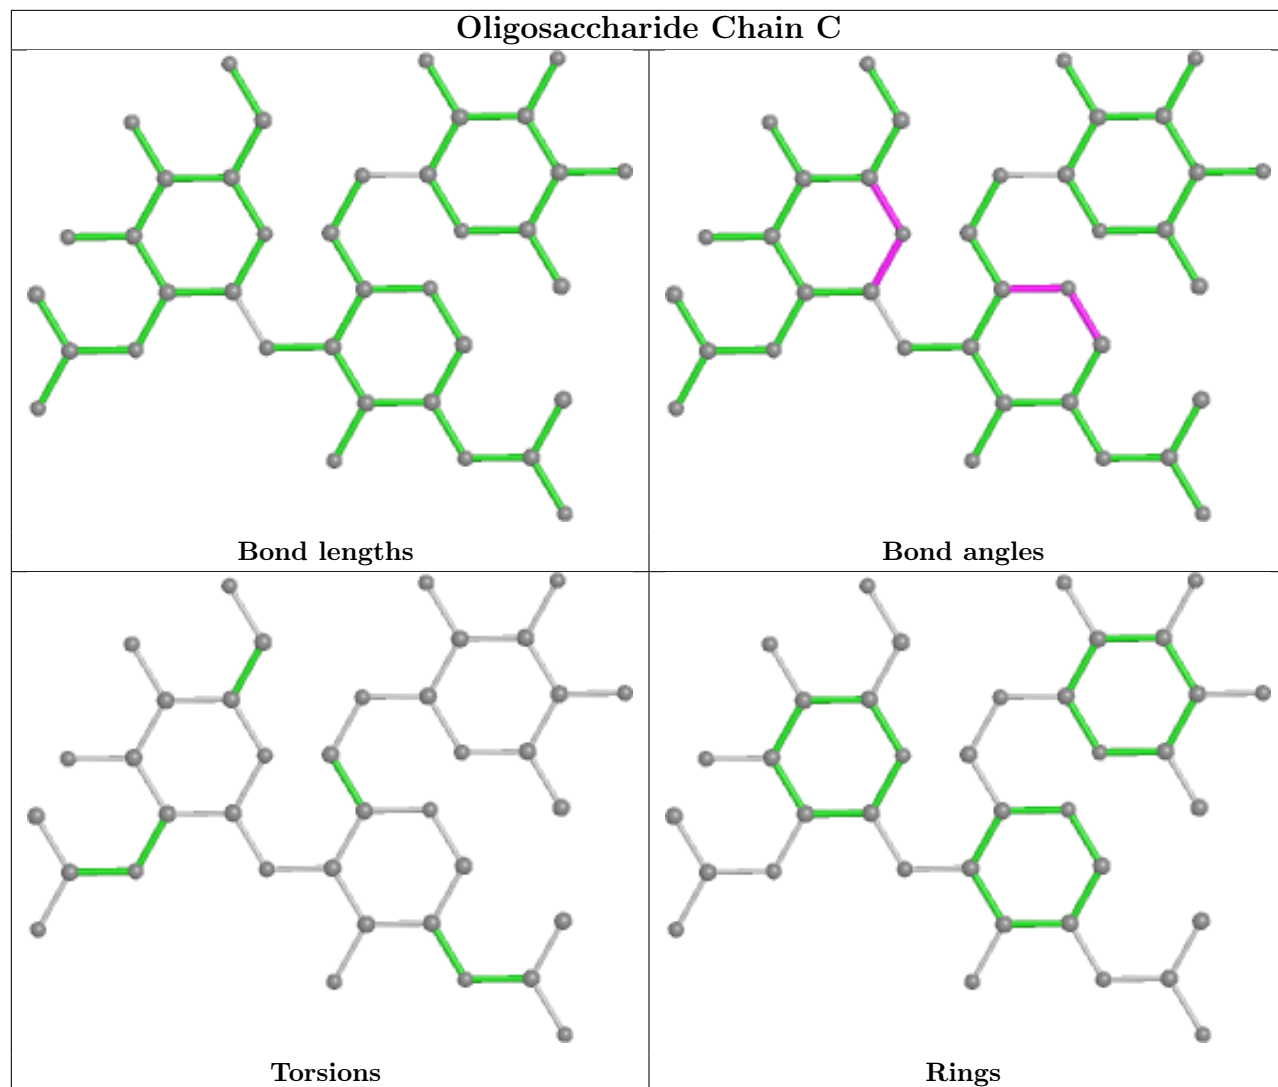 Oligosaccharide Chain C
Bond lengths
Bond angles
Torsions
Rings